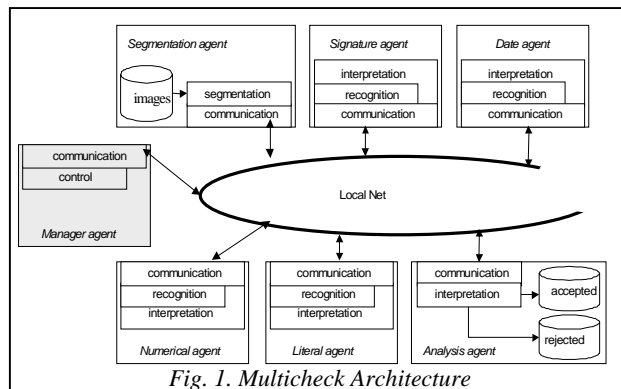 Segmentation agent
images
segmentation
communication
Signature agent
interpretation
recognition
communication
Date agent
interpretation
recognition
communication
communication
control
Manager agent
Local Net
communication
recognition
interpretation
Numerical agent
communication
recognition
interpretation
Literal agent
communication
interpretation
accepted
rejected
Analysis agent
Fig. 1. Multicheck Architecture